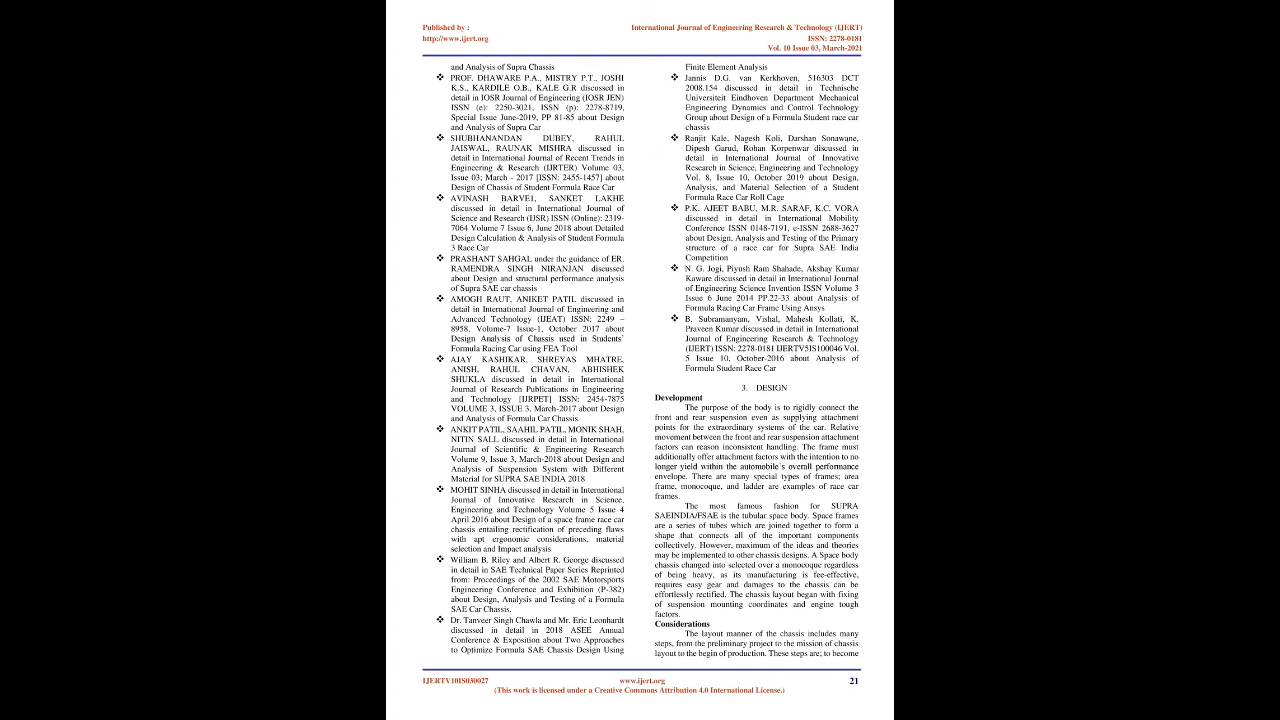 Published by :
http://www.ijert.org
International Journal of Engineering Research & Technology (IJERT)
ISSN: 2278-0181
Vol. 10 Issue 03, March-2021
and Analysis of Supra Chassis
❖ PROF. DHAWARE P.A., MISTRY P.T., JOSHI
K.S., KARDILE O.B., KALE G.R discussed in
detail in IOSR Journal of Engineering (IOSR JEN)
ISSN (e): 2250-3021, ISSN (p): 2278-8719,
Special Issue June-2019, PP 81-85 about Design
and Analysis of Supra Car
❖ SHUBHANANDAN DUBEY, RAHUL
JAISWAL, RAUNAK MISHRA discussed in
detail in International Journal of Recent Trends in
Engineering & Research (IJRTER) Volume 03,
Issue 03; March - 2017 [ISSN: 2455-1457] about
Design of Chassis of Student Formula Race Car
❖ AVINASH BARVE1, SANKET LAKHE
discussed in detail in International Journal of
Science and Research (IJSR) ISSN (Online): 2319-
7064 Volume 7 Issue 6, June 2018 about Detailed
Design Calculation & Analysis of Student Formula
3 Race Car
❖ PRASHANT SAHGAL under the guidance of ER.
RAMENDRA SINGH NIRANJAN discussed
about Design and structural performance analysis
of Supra SAE car chassis
❖ AMOGH RAUT, ANIKET PATIL discussed in
detail in International Journal of Engineering and
Advanced Technology (IJEAT) ISSN: 2249 –
8958, Volume-7 Issue-1, October 2017 about
Design Analysis of Chassis used in Students’
Formula Racing Car using FEA Tool
❖ AJAY KASHIKAR, SHREYAS MHATRE,
ANISH, RAHUL CHAVAN, ABHISHEK
SHUKLA discussed in detail in International
Journal of Research Publications in Engineering
and Technology [IJRPET] ISSN: 2454-7875
VOLUME 3, ISSUE 3, March-2017 about Design
and Analysis of Formula Car Chassis
❖ ANKIT PATIL, SAAHIL PATIL, MONIK SHAH,
NITIN SALL discussed in detail in International
Journal of Scientific & Engineering Research
Volume 9, Issue 3, March-2018 about Design and
Analysis of Suspension System with Different
Material for SUPRA SAE INDIA 2018
❖ MOHIT SINHA discussed in detail in International
Journal of Innovative Research in Science,
Engineering and Technology Volume 5 Issue 4
April 2016 about Design of a space frame race car
chassis entailing rectification of preceding flaws
with apt ergonomic considerations, material
selection and Impact analysis
❖ William B. Riley and Albert R. George discussed
in detail in SAE Technical Paper Series Reprinted
from: Proceedings of the 2002 SAE Motorsports
Engineering Conference and Exhibition (P-382)
about Design, Analysis and Testing of a Formula
SAE Car Chassis.
❖ Dr. Tanveer Singh Chawla and Mr. Eric Leonhardt
discussed in detail in 2018 ASEE Annual
Conference & Exposition about Two Approaches
to Optimize Formula SAE Chassis Design Using
Finite Element Analysis
❖ Jannis D.G. van Kerkhoven, 516303 DCT
2008.154 discussed in detail in Technische
Universiteit Eindhoven Department Mechanical
Engineering Dynamics and Control Technology
Group about Design of a Formula Student race car
chassis
❖ Ranjit Kale, Nagesh Koli, Darshan Sonawane,
Dipesh Garud, Rohan Korpenwar discussed in
detail in International Journal of Innovative
Research in Science, Engineering and Technology
Vol. 8, Issue 10, October 2019 about Design,
Analysis, and Material Selection of a Student
Formula Race Car Roll Cage
❖ P.K. AJEET BABU, M.R. SARAF, K.C. VORA
discussed in detail in International Mobility
Conference ISSN 0148-7191, e-ISSN 2688-3627
about Design, Analysis and Testing of the Primary
structure of a race car for Supra SAE India
Competition
❖ N. G. Jogi, Piyush Ram Shahade, Akshay Kumar
Kaware discussed in detail in International Journal
of Engineering Science Invention ISSN Volume 3
Issue 6 June 2014 PP.22-33 about Analysis of
Formula Racing Car Frame Using Ansys
❖ B. Subramanyam, Vishal, Mahesh Kollati, K.
Praveen Kumar discussed in detail in International
Journal of Engineering Research & Technology
(IJERT) ISSN: 2278-0181 IJERTV5IS100046 Vol.
5 Issue 10, October-2016 about Analysis of
Formula Student Race Car
3. DESIGN
Development
The purpose of the body is to rigidly connect the
front and rear suspension even as supplying attachment
points for the extraordinary systems of the car. Relative
movement between the front and rear suspension attachment
factors can reason inconsistent handling. The frame must
additionally offer attachment factors with the intention to no
longer yield within the automobile’s overall performance
envelope. There are many special types of frames; area
frame, monocoque, and ladder are examples of race car
frames.
The most famous fashion for SUPRA
SAEINDIA/FSAE is the tubular space body. Space frames
are a series of tubes which are joined together to form a
shape that connects all of the important components
collectively. However, maximum of the ideas and theories
may be implemented to other chassis designs. A Space body
chassis changed into selected over a monocoque regardless
of being heavy, as its manufacturing is fee-effective,
requires easy gear and damages to the chassis can be
effortlessly rectified. The chassis layout began with fixing
of suspension mounting coordinates and engine tough
factors.
Considerations
The layout manner of the chassis includes many
steps, from the preliminary project to the mission of chassis
layout to the begin of production. These steps are; to become
IJERTV10IS030027
www.ijert.org
21
(This work is licensed under a Creative Commons Attribution 4.0 International License.)